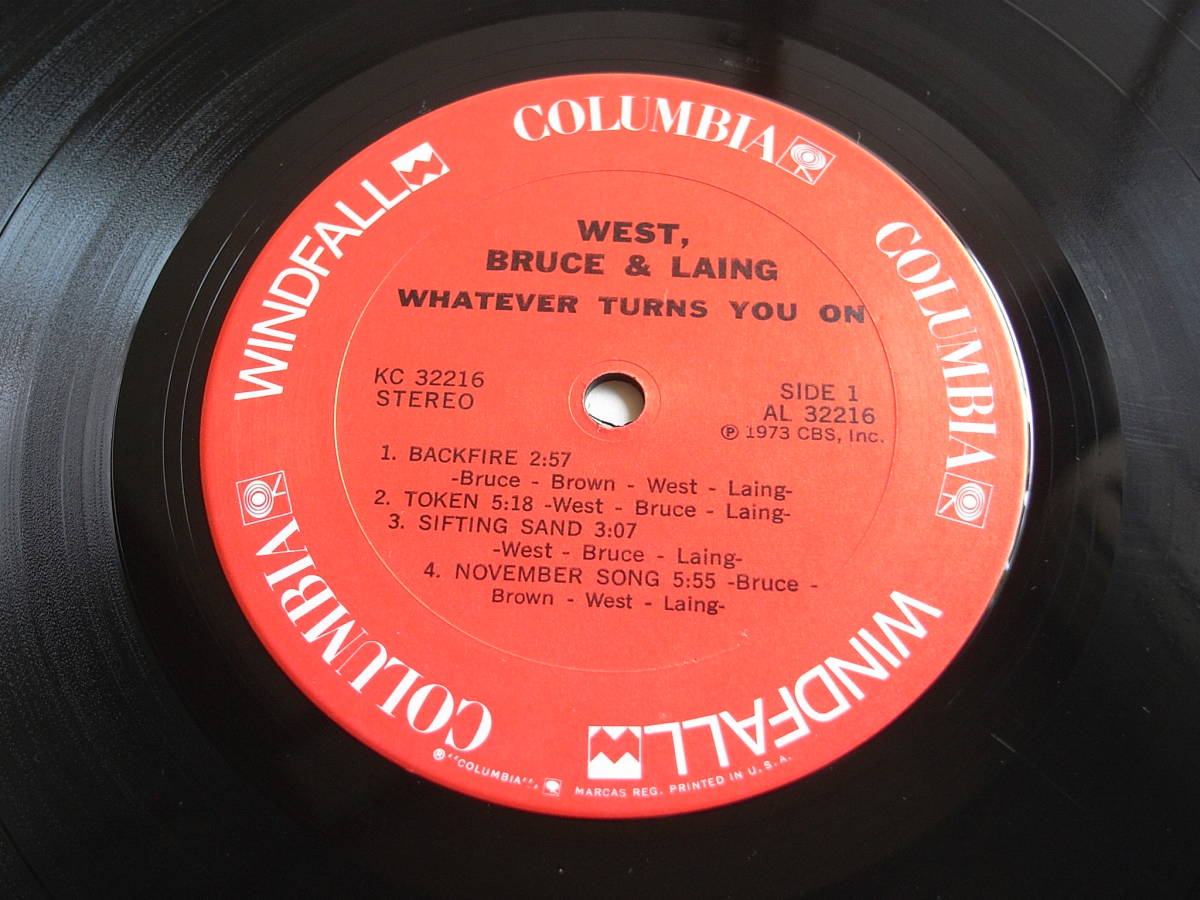 COLUMBIA
WINDFALL
COLUMBIA
WEST,
BRUCE & LAING
WHATEVER TURNS YOU ON
KC 32216
STEREO
SIDE 1
AL 32216
℗ 1973 CBS, Inc.
1. BACKFIRE 2:57
-Bruce - Brown - West - Laing-
2. TOKEN 5:18 -West - Bruce - Laing-
3. SIFTING SAND 3:07
-West - Bruce - Laing-
4. NOVEMBER SONG 5:55 -Bruce -
Brown - West - Laing-
COLUMBIA
WINDFALL
® "COLUMBIA", MARCAS REG. PRINTED IN U.S.A.